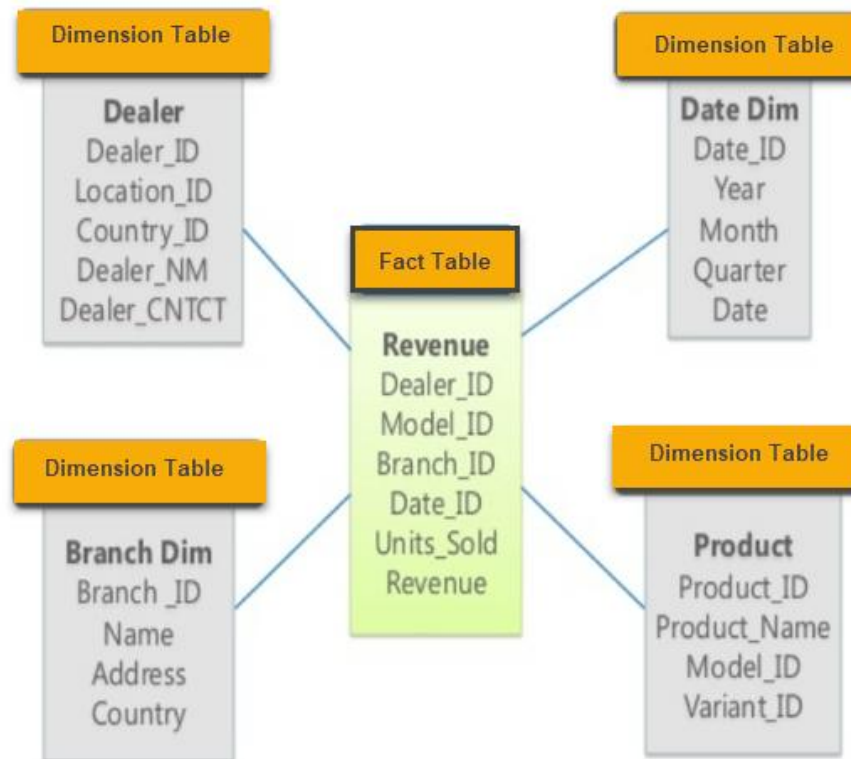 Dimension Table
Dealer
Dealer_ID
Location_ID
Country_ID
Dealer_NM
Dealer_CNTCT
Dimension Table
Date Dim
Date_ID
Year
Month
Quarter
Date
Fact Table
Revenue
Dealer_ID
Model_ID
Branch_ID
Date_ID
Units_Sold
Revenue
Dimension Table
Branch Dim
Branch _ID
Name
Address
Country
Dimension Table
Product
Product_ID
Product_Name
Model_ID
Variant_ID